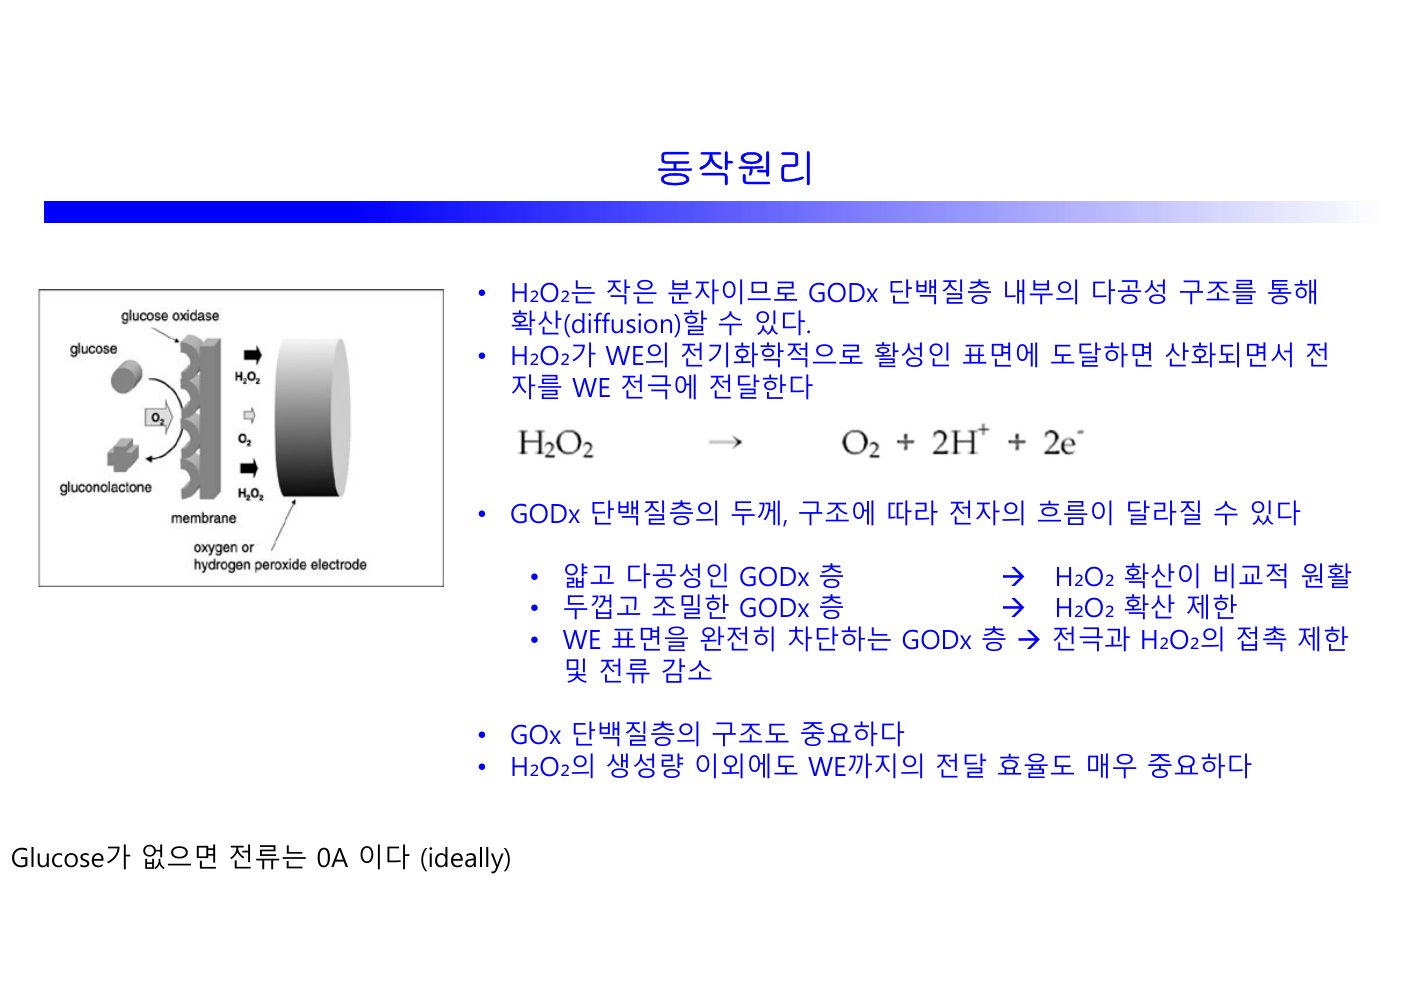 동작원리
glucose oxidase
glucose
H₂O₂
O₂
O₂
gluconolactone
H₂O₂
membrane
oxygen or
hydrogen peroxide electrode
• H₂O₂는 작은 분자이므로 GODx 단백질층 내부의 다공성 구조를 통해
확산(diffusion)할 수 있다.
• H₂O₂가 WE의 전기화학적으로 활성인 표면에 도달하면 산화되면서 전
자를 WE 전극에 전달한다
H₂O₂ → O₂ + 2H⁺ + 2e⁻
• GODx 단백질층의 두께, 구조에 따라 전자의 흐름이 달라질 수 있다
• 얇고 다공성인 GODx 층 → H₂O₂ 확산이 비교적 원활
• 두껍고 조밀한 GODx 층 → H₂O₂ 확산 제한
• WE 표면을 완전히 차단하는 GODx 층 → 전극과 H₂O₂의 접촉 제한
및 전류 감소
• GOx 단백질층의 구조도 중요하다
• H₂O₂의 생성량 이외에도 WE까지의 전달 효율도 매우 중요하다
Glucose가 없으면 전류는 0A 이다 (ideally)